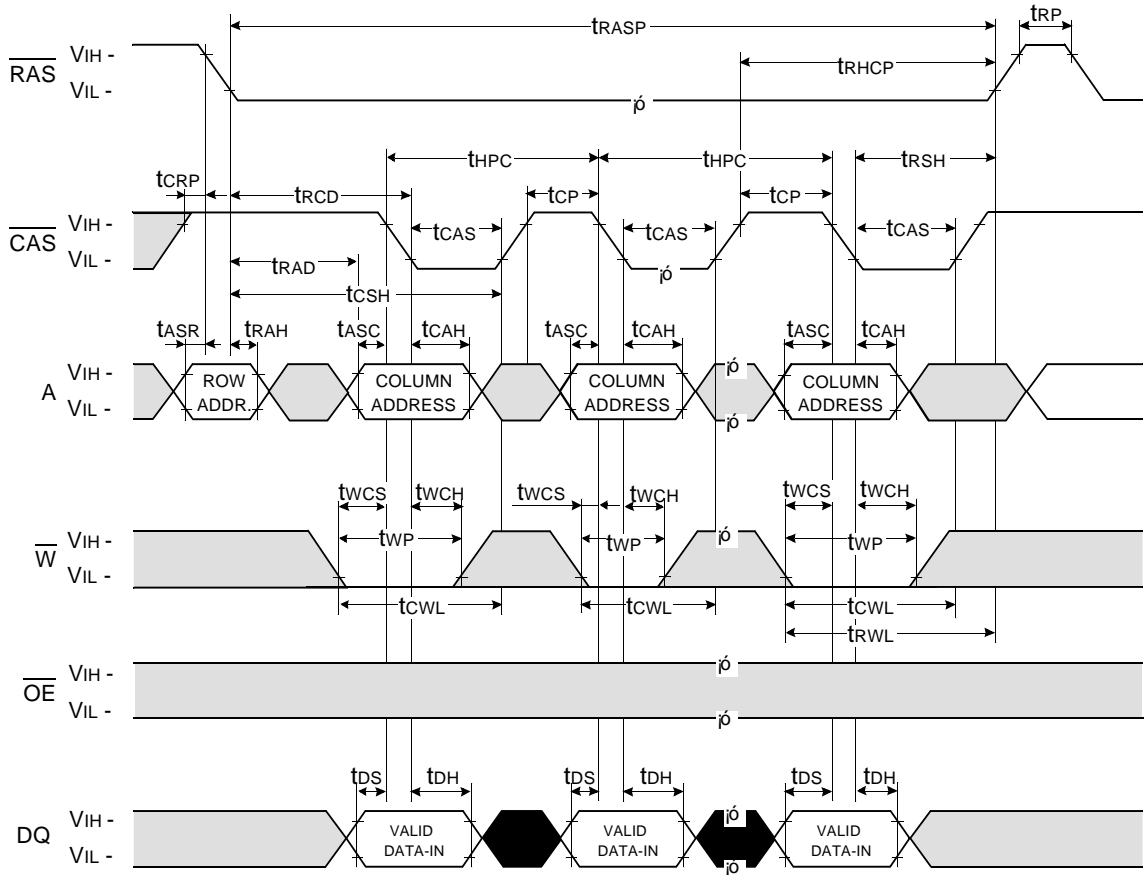 tRASP
tRP
RAS
VIH -
VIL -
tRHCP
¡ó
tHPC
tHPC
tRSH
tCRP
tRCD
tCP
tCP
CAS
VIH -
VIL -
tCAS
tCAS
tCAS
¡ó
tRAD
tCSH
tASR
tRAH
tASC
tCAH
tASC
tCAH
tASC
tCAH
A
VIH -
VIL -
ROW
ADDR.
COLUMN
ADDRESS
COLUMN
ADDRESS
¡ó
¡ó
COLUMN
ADDRESS
tWCS
tWCH
tWCS
tWCH
tWCS
tWCH
W
VIH -
VIL -
tWP
tWP
¡ó
tWP
tCWL
tCWL
tCWL
tRWL
OE
VIH -
VIL -
¡ó
¡ó
tDS
tDH
tDS
tDH
tDS
tDH
DQ
VIH -
VIL -
VALID
DATA-IN
VALID
DATA-IN
¡ó
¡ó
VALID
DATA-IN